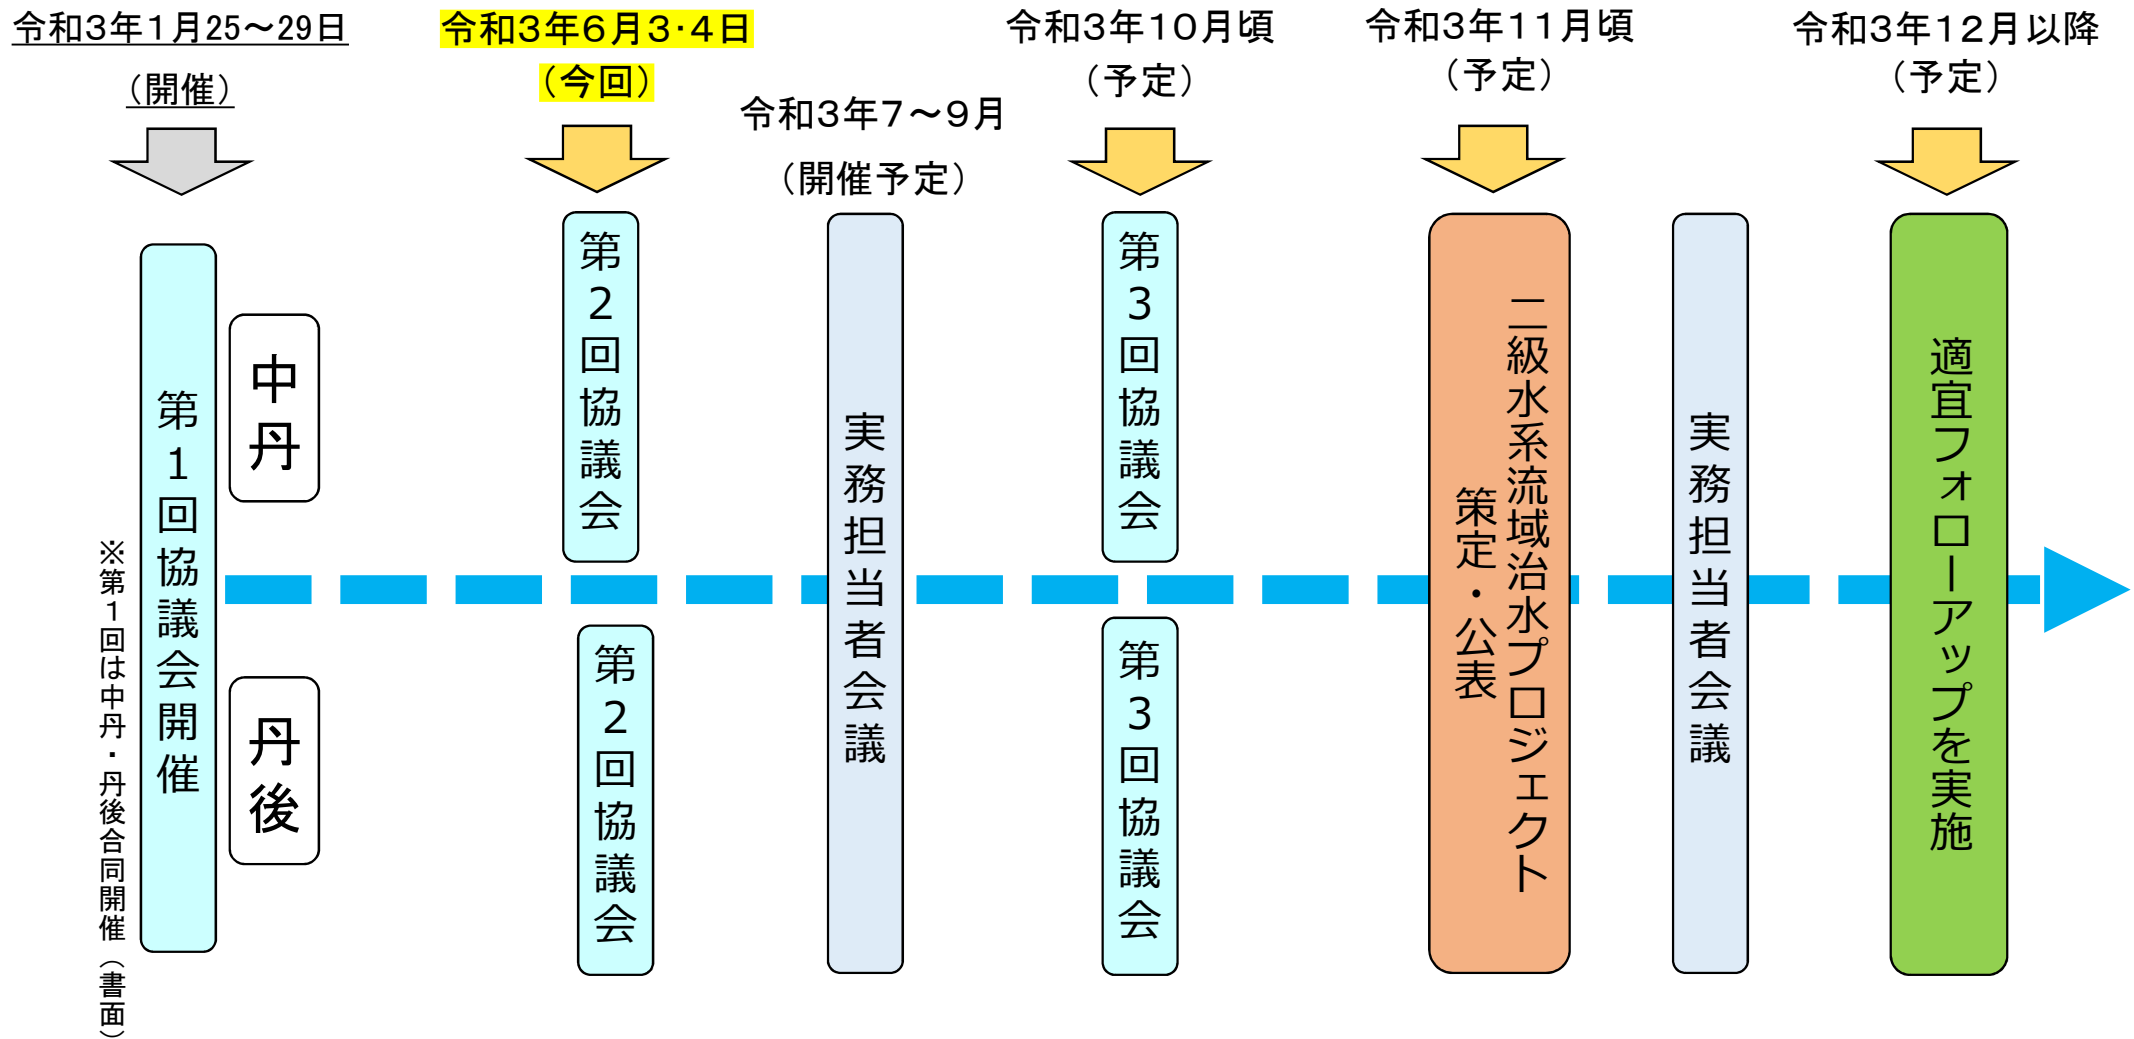 令和3年1月25～29日
（開催）
令和3年6月3・4日
（今回）
令和3年7～9月
（開催予定）
令和3年10月頃
（予定）
令和3年11月頃
（予定）
令和3年12月以降
（予定）
※第1回は中丹・丹後合同開催（書面）
第1回協議会開催
中丹
丹後
第2回協議会
第2回協議会
実務担当者会議
第3回協議会
第3回協議会
二級水系流域治水プロジェクト
策定・公表
実務担当者会議
適宜フォローアップを実施